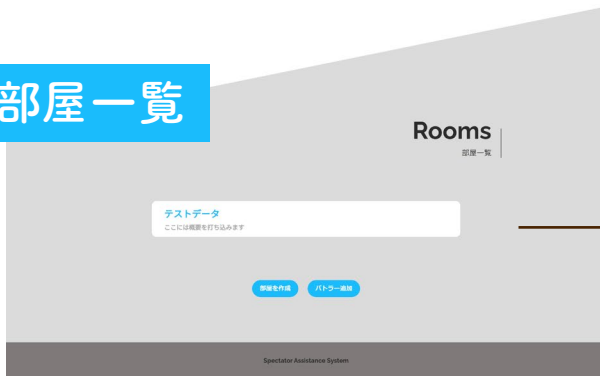 部屋一覧
Rooms
部屋一覧
テストデータ
ここには概要を打ち込みます
部屋を作成 バトラー追加
Spectator Assistance System